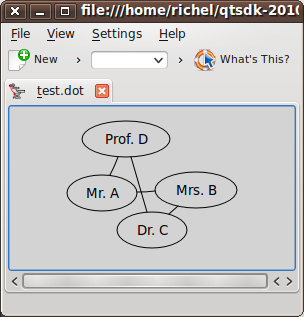 file:///home/richel/qtsdk-2010
File View Settings Help
New What's This?
test.dot
Prof. D
Mr. A Mrs. B
Dr. C